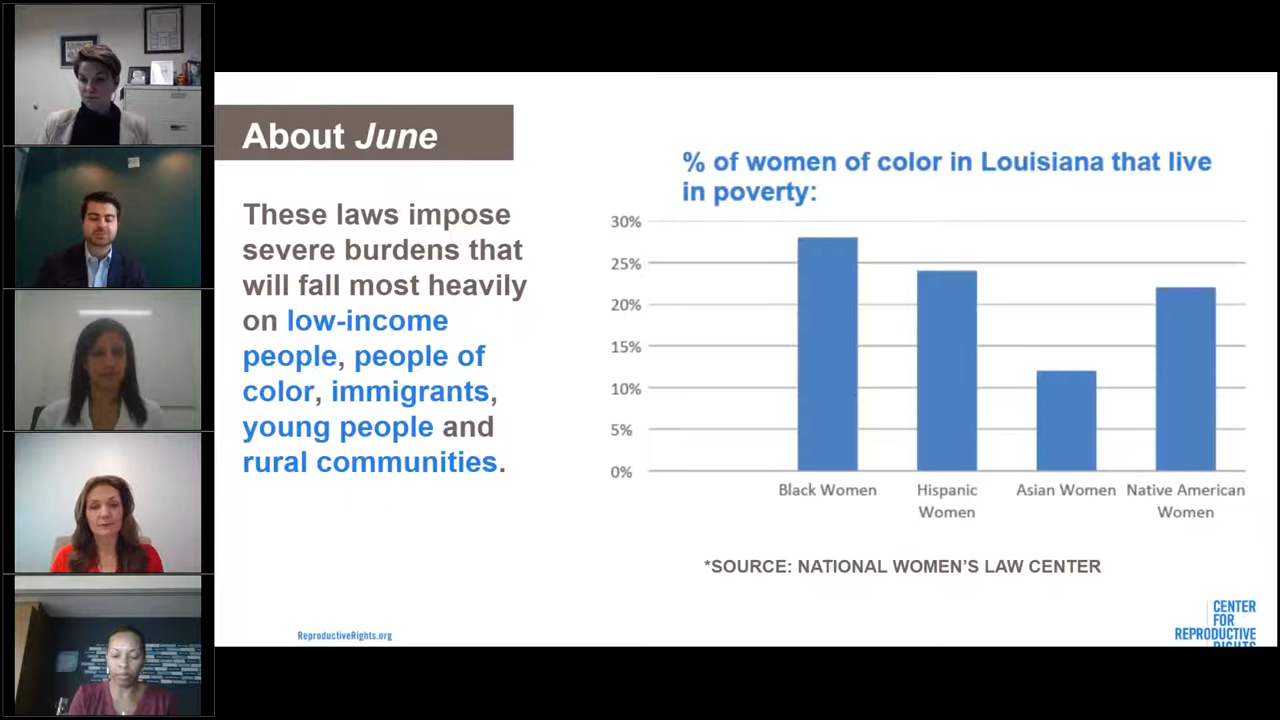 About June
These laws impose
severe burdens that
will fall most heavily
on low-income
people, people of
color, immigrants,
young people and
rural communities.
% of women of color in Louisiana that live
in poverty:
30%
25%
20%
15%
10%
5%
0%
Black Women
Hispanic
Women
Asian Women
Native American
Women
*SOURCE: NATIONAL WOMEN'S LAW CENTER
ReproductiveRights.org
CENTER
FOR
REPRODUCTIVE
RIGHTS